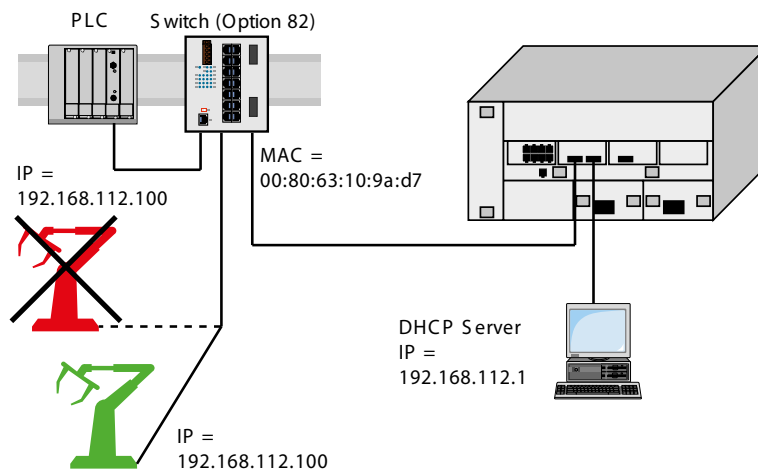 PLC
Switch (Option 82)
MAC =
00:80:63:10:9a:d7
IP =
192.168.112.100
DHCP Server
IP =
192.168.112.1
IP =
192.168.112.100